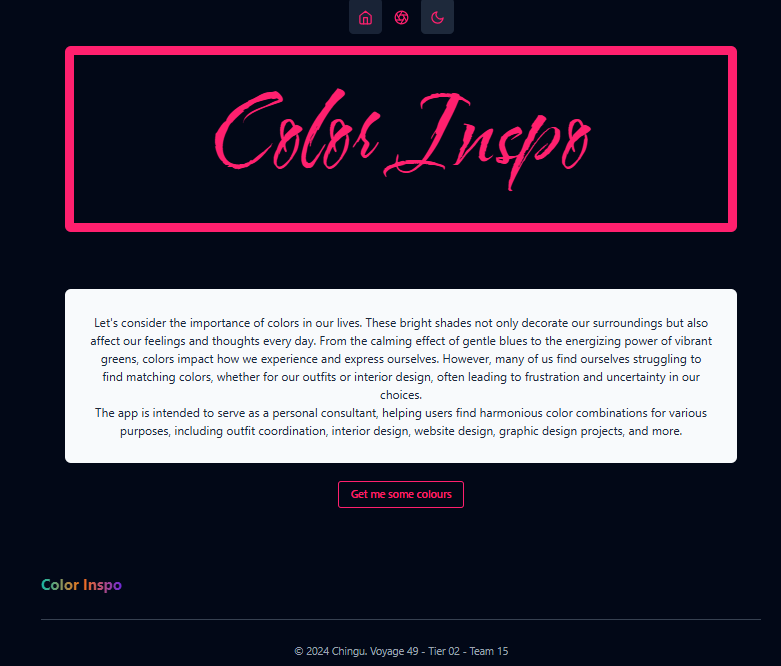 Color Inspo
Let's consider the importance of colors in our lives. These bright shades not only decorate our surroundings but also
affect our feelings and thoughts every day. From the calming effect of gentle blues to the energizing power of vibrant
greens, colors impact how we experience and express ourselves. However, many of us find ourselves struggling to
find matching colors, whether for our outfits or interior design, often leading to frustration and uncertainty in our
choices.
The app is intended to serve as a personal consultant, helping users find harmonious color combinations for various
purposes, including outfit coordination, interior design, website design, graphic design projects, and more.
Get me some colours
Color Inspo
© 2024 Chingu. Voyage 49 - Tier 02 - Team 15